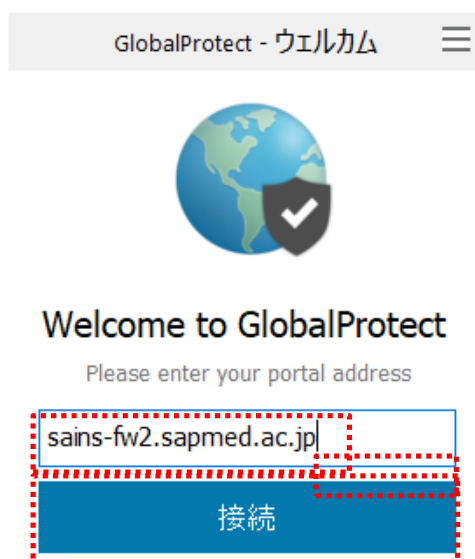 GlobalProtect - ウェルカム
Welcome to GlobalProtect
Please enter your portal address
sains-fw2.sapmed.ac.jp
接続